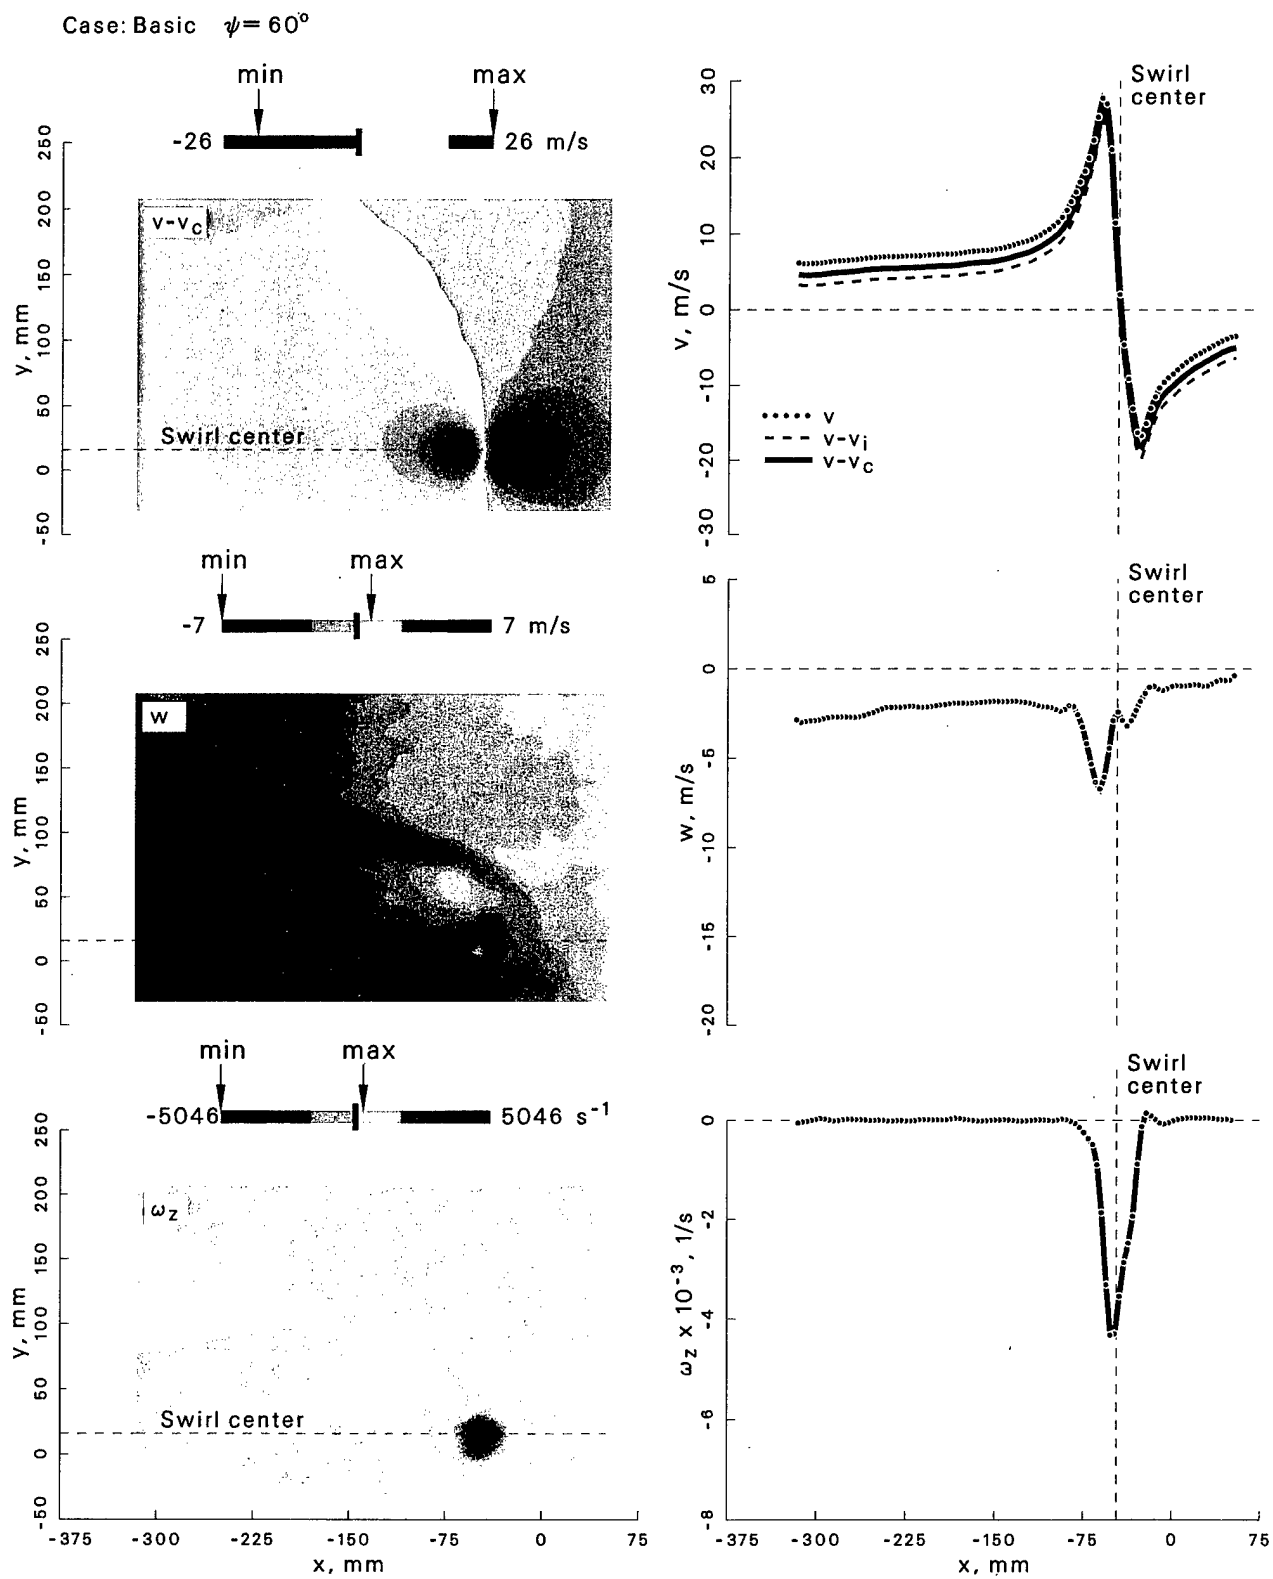 Case: Basic ψ= 60°
min max
-26 26 m/s
250
200
150
100
50
0
-50
y, mm
v-vc
Swirl center
30
20
10
0
-10
-20
-30
v, m/s
Swirl
center
v
v-vi
v-vc
min max
-7 7 m/s
250
200
150
100
50
0
-50
y, mm
w
5
0
-5
-10
-15
-20
w, m/s
Swirl
center
min max
-5046 5046 s-1
250
200
150
100
50
0
-50
y, mm
ωz
Swirl center
-375 -300 -225 -150 -75 0 75
x, mm
0
-2
-4
-6
-8
ωz x 10-3, 1/s
Swirl
center
-375 -300 -225 -150 -75 0 75
x, mm